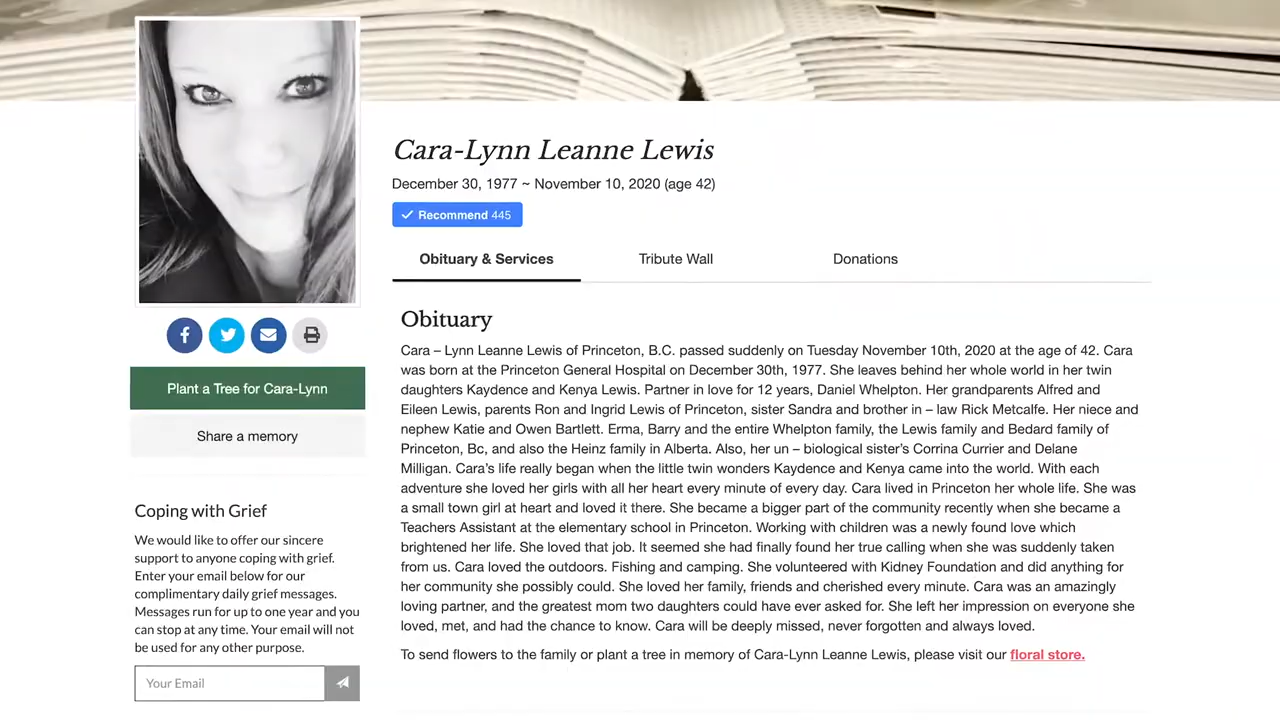 Cara-Lynn Leanne Lewis
December 30, 1977 ~ November 10, 2020 (age 42)
Recommend 445
Obituary & Services
Tribute Wall
Donations
Plant a Tree for Cara-Lynn
Share a memory
Coping with Grief
We would like to offer our sincere
support to anyone coping with grief.
Enter your email below for our
complimentary daily grief messages.
Messages run for up to one year and you
can stop at any time. Your email will not
be used for any other purpose.
Your Email
Obituary
Cara – Lynn Leanne Lewis of Princeton, B.C. passed suddenly on Tuesday November 10th, 2020 at the age of 42. Cara
was born at the Princeton General Hospital on December 30th, 1977. She leaves behind her whole world in her twin
daughters Kaydence and Kenya Lewis. Partner in love for 12 years, Daniel Whelpton. Her grandparents Alfred and
Eileen Lewis, parents Ron and Ingrid Lewis of Princeton, sister Sandra and brother in – law Rick Metcalfe. Her niece and
nephew Katie and Owen Bartlett. Erma, Barry and the entire Whelpton family, the Lewis family and Bedard family of
Princeton, Bc, and also the Heinz family in Alberta. Also, her un – biological sister’s Corrina Currier and Delane
Milligan. Cara’s life really began when the little twin wonders Kaydence and Kenya came into the world. With each
adventure she loved her girls with all her heart every minute of every day. Cara lived in Princeton her whole life. She was
a small town girl at heart and loved it there. She became a bigger part of the community recently when she became a
Teachers Assistant at the elementary school in Princeton. Working with children was a newly found love which
brightened her life. She loved that job. It seemed she had finally found her true calling when she was suddenly taken
from us. Cara loved the outdoors. Fishing and camping. She volunteered with Kidney Foundation and did anything for
her community she possibly could. She loved her family, friends and cherished every minute. Cara was an amazingly
loving partner, and the greatest mom two daughters could have ever asked for. She left her impression on everyone she
loved, met, and had the chance to know. Cara will be deeply missed, never forgotten and always loved.
To send flowers to the family or plant a tree in memory of Cara-Lynn Leanne Lewis, please visit our floral store.